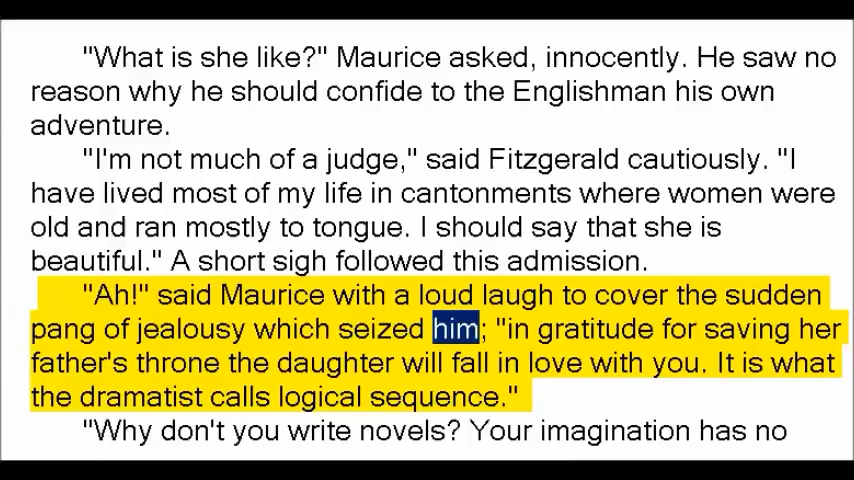 "What is she like?" Maurice asked, innocently. He saw no
reason why he should confide to the Englishman his own
adventure.
"I'm not much of a judge," said Fitzgerald cautiously. "I
have lived most of my life in cantonments where women were
old and ran mostly to tongue. I should say that she is
beautiful." A short sigh followed this admission.
"Ah!" said Maurice with a loud laugh to cover the sudden
pang of jealousy which seized him; "in gratitude for saving her
father's throne the daughter will fall in love with you. It is what
the dramatist calls logical sequence."
"Why don't you write novels? Your imagination has no